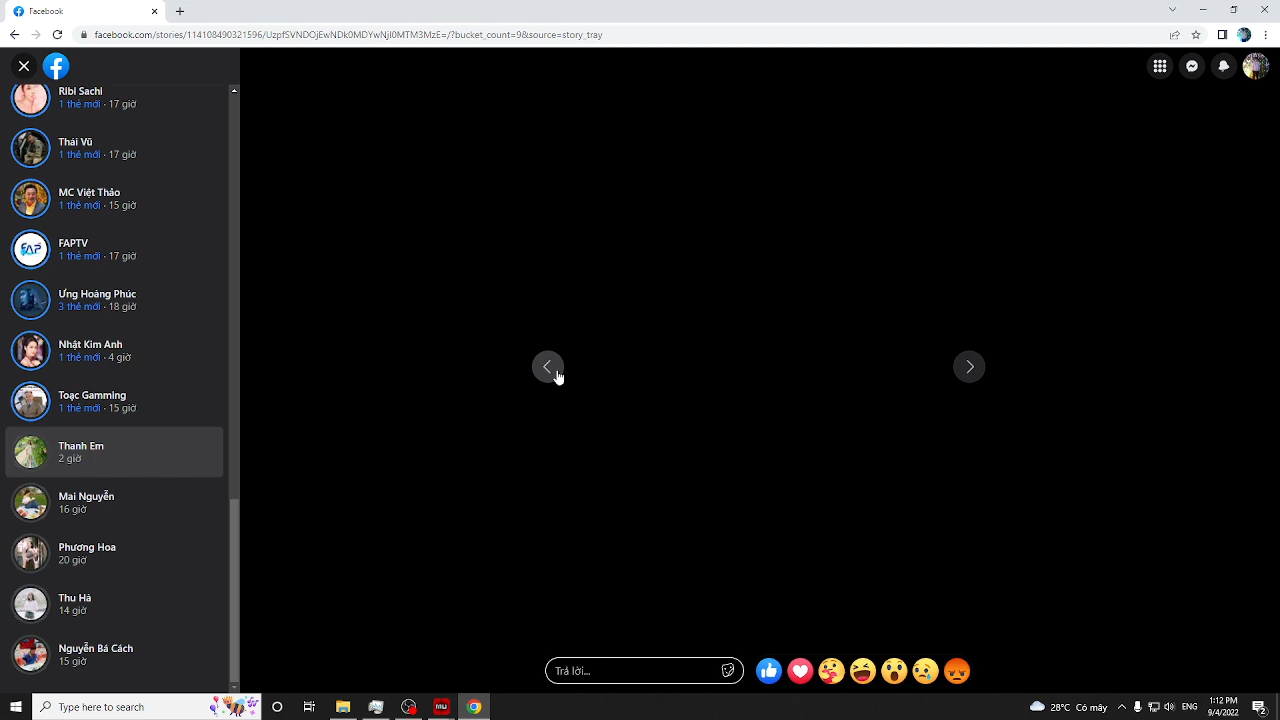 Facebook
facebook.com/stories/114108490321596/UzpfSVNDOjEwNDk0MDYwNjI0MTM3MzE=/?bucket_count=9&source=story_tray
Ribi Sachi
1 thẻ mới · 17 giờ
Thái Vũ
1 thẻ mới · 17 giờ
MC Việt Thảo
1 thẻ mới · 15 giờ
FAPTV
1 thẻ mới · 17 giờ
Ưng Hoàng Phúc
3 thẻ mới · 18 giờ
Nhật Kim Anh
1 thẻ mới · 4 giờ
Toạc Gamming
1 thẻ mới · 15 giờ
Thanh Em
2 giờ
Mai Nguyễn
16 giờ
Phương Hoa
20 giờ
Thu Hà
14 giờ
Nguyễn Bá Cách
15 giờ
Trả lời...
Type here to search
MU
28°C Có mây
ENG
1:12 PM
9/4/2022
2